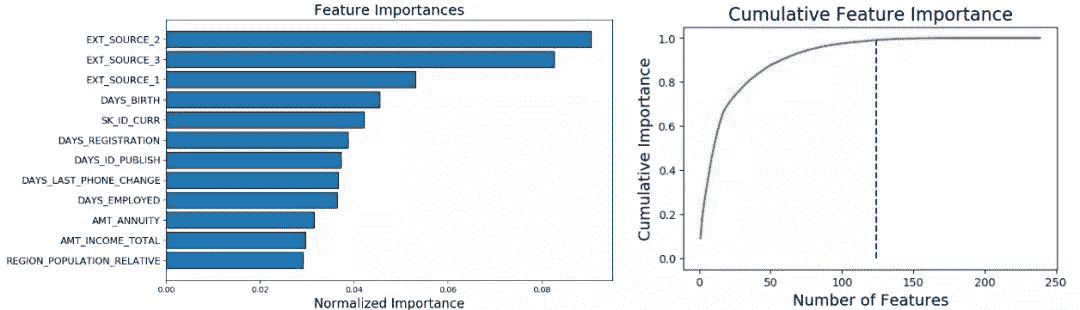 Feature Importances
EXT_SOURCE_2
EXT_SOURCE_3
EXT_SOURCE_1
DAYS_BIRTH
SK_ID_CURR
DAYS_REGISTRATION
DAYS_ID_PUBLISH
DAYS_LAST_PHONE_CHANGE
DAYS_EMPLOYED
AMT_ANNUITY
AMT_INCOME_TOTAL
REGION_POPULATION_RELATIVE
0.00 0.02 0.04 0.06 0.08
Normalized Importance
Cumulative Feature Importance
Cumulative Importance
1.0
0.8
0.6
0.4
0.2
0.0
0 50 100 150 200 250
Number of Features